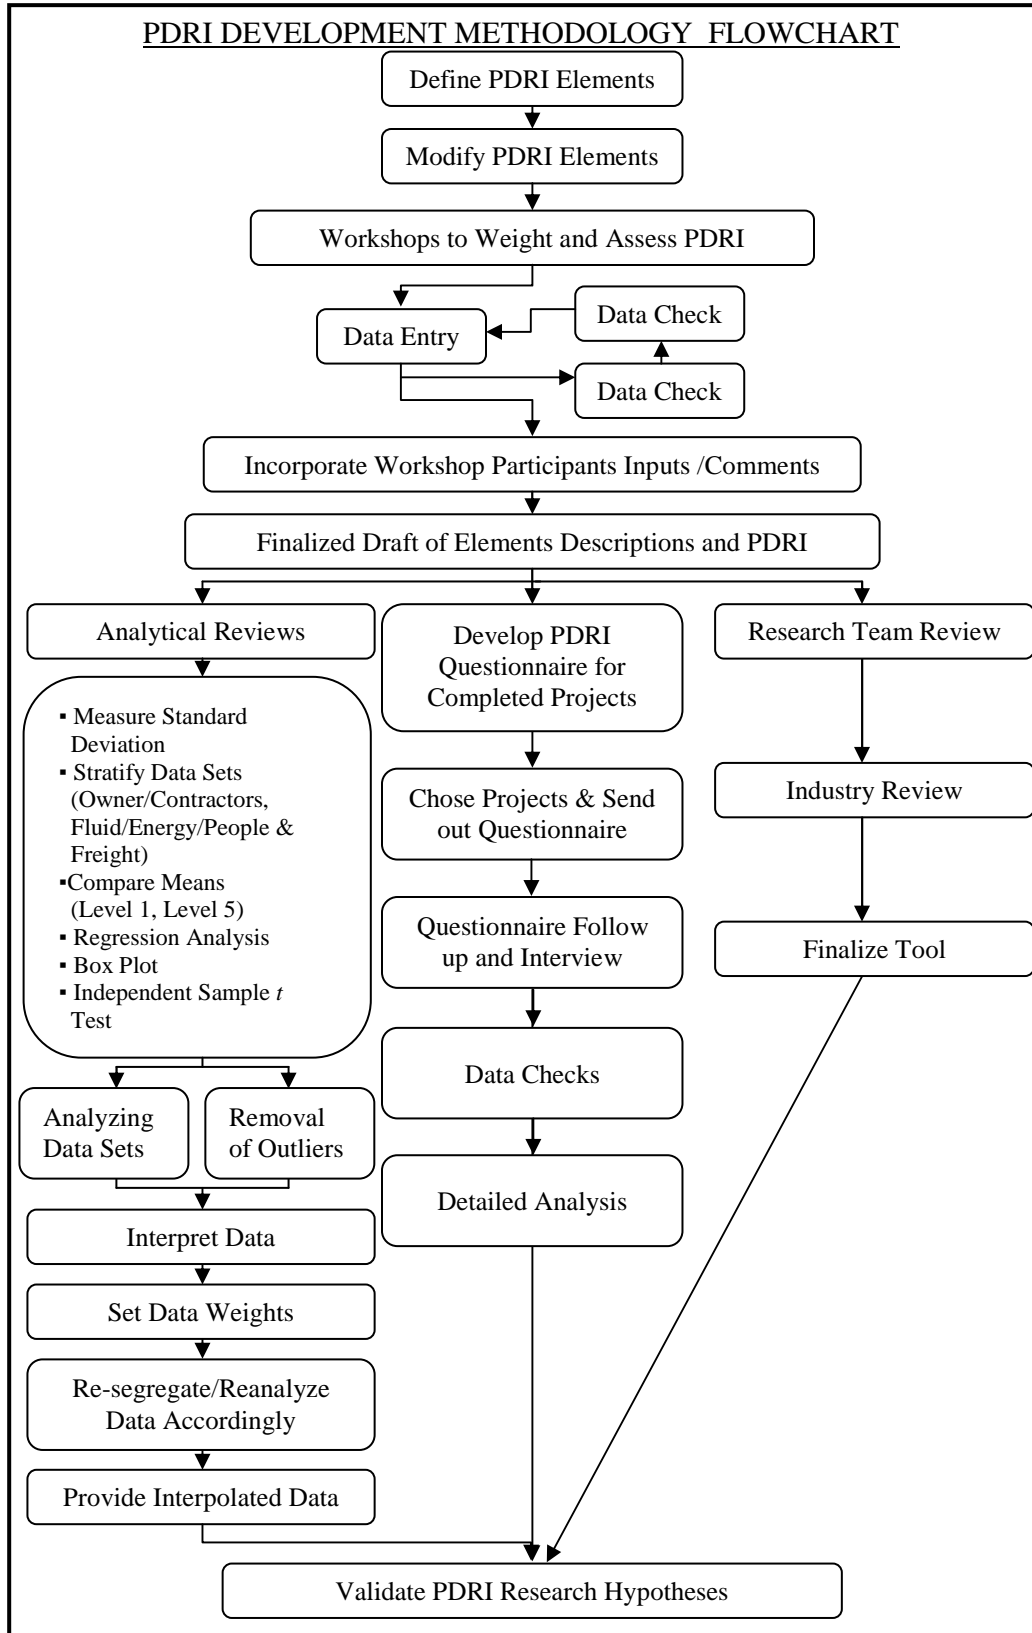 PDRI DEVELOPMENT METHODOLOGY FLOWCHART
Define PDRI Elements
Modify PDRI Elements
Workshops to Weight and Assess PDRI
Data Entry
Data Check
Data Check
Incorporate Workshop Participants Inputs /Comments
Finalized Draft of Elements Descriptions and PDRI
Analytical Reviews
▪ Measure Standard
Deviation
▪ Stratify Data Sets
(Owner/Contractors,
Fluid/Energy/People &
Freight)
▪Compare Means
(Level 1, Level 5)
▪ Regression Analysis
▪ Box Plot
▪ Independent Sample t
Test
Analyzing
Data Sets
Removal
of Outliers
Interpret Data
Set Data Weights
Re-segregate/Reanalyze
Data Accordingly
Provide Interpolated Data
Develop PDRI
Questionnaire for
Completed Projects
Chose Projects & Send
out Questionnaire
Questionnaire Follow
up and Interview
Data Checks
Detailed Analysis
Research Team Review
Industry Review
Finalize Tool
Validate PDRI Research Hypotheses